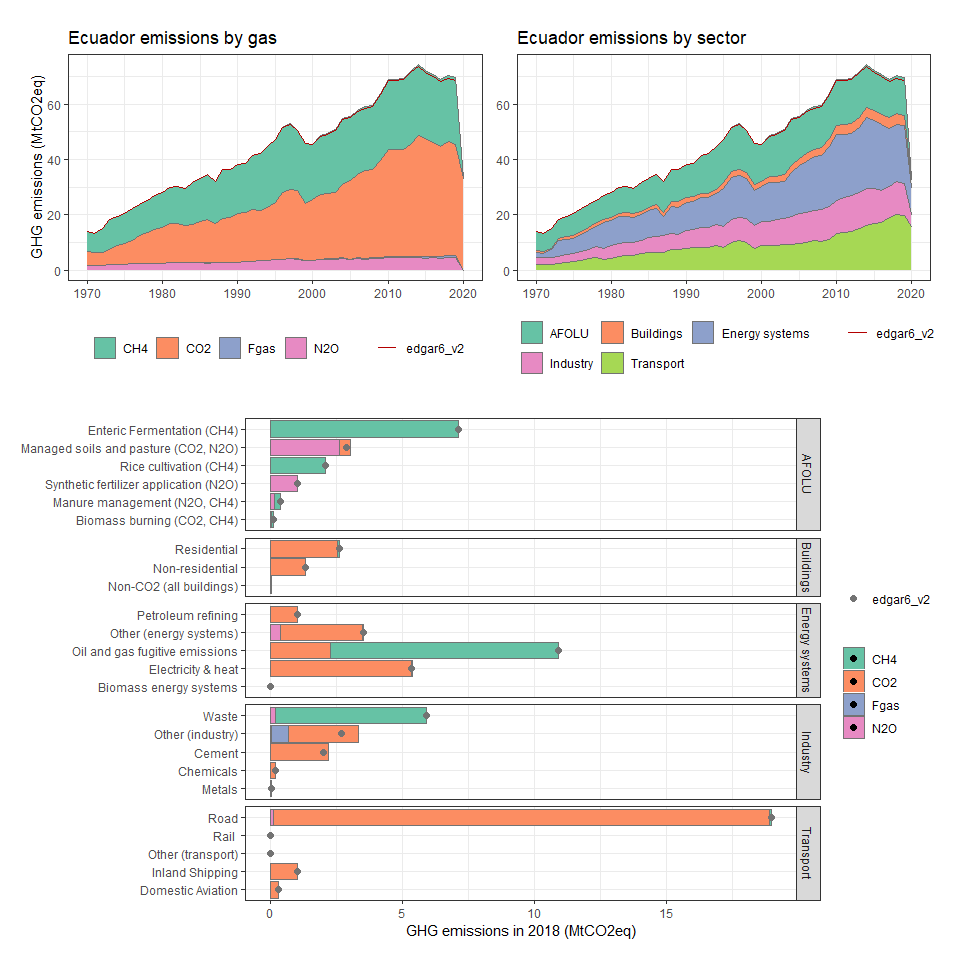 Ecuador emissions by gas
GHG emissions (MtCO2eq)
60
40
20
0
1970 1980 1990 2000 2010 2020
CH4 CO2 Fgas N2O edgar6_v2
Ecuador emissions by sector
60
40
20
0
1970 1980 1990 2000 2010 2020
AFOLU Buildings Energy systems edgar6_v2
Industry Transport
Enteric Fermentation (CH4)
Managed soils and pasture (CO2, N2O)
Rice cultivation (CH4)
Synthetic fertilizer application (N2O)
Manure management (N2O, CH4)
Biomass burning (CO2, CH4)
AFOLU
Residential
Non-residential
Non-CO2 (all buildings)
Buildings
Petroleum refining
Other (energy systems)
Oil and gas fugitive emissions
Electricity & heat
Biomass energy systems
Energy systems
Waste
Other (industry)
Cement
Chemicals
Metals
Industry
Road
Rail
Other (transport)
Inland Shipping
Domestic Aviation
Transport
0 5 10 15
GHG emissions in 2018 (MtCO2eq)
edgar6_v2
CH4
CO2
Fgas
N2O